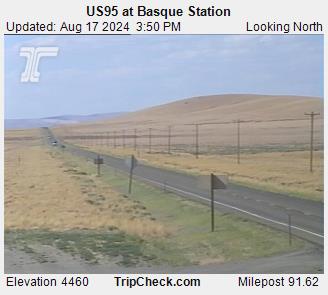 US95 at Basque Station
Updated: Aug 17 2024 3:50 PM Looking North
Elevation 4460 TripCheck.com Milepost 91.62